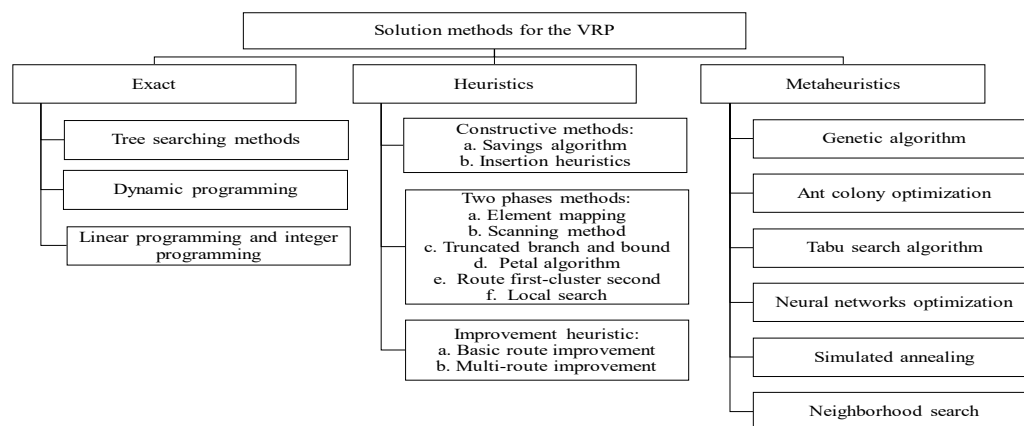 Solution methods for the VRP
Exact
Tree searching methods
Dynamic programming
Linear programming and integer
programming
Heuristics
Constructive methods:
a. Savings algorithm
b. Insertion heuristics
Two phases methods:
a. Element mapping
b. Scanning method
c. Truncated branch and bound
d. Petal algorithm
e. Route first-cluster second
f. Local search
Improvement heuristic:
a. Basic route improvement
b. Multi-route improvement
Metaheuristics
Genetic algorithm
Ant colony optimization
Tabu search algorithm
Neural networks optimization
Simulated annealing
Neighborhood search